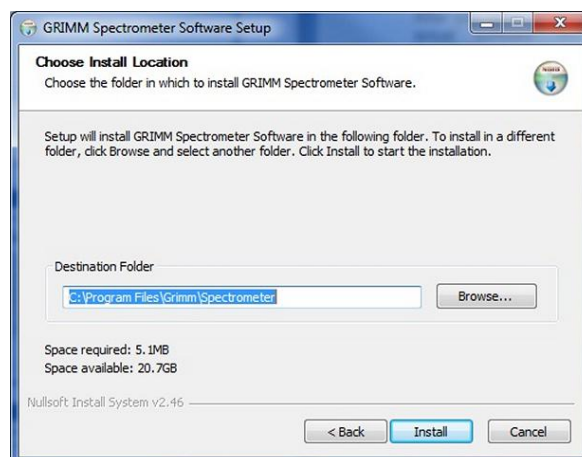 GRIMM Spectrometer Software Setup
Choose Install Location
Choose the folder in which to install GRIMM Spectrometer Software.
Setup will install GRIMM Spectrometer Software in the following folder. To install in a different
folder, click Browse and select another folder. Click Install to start the installation.
Destination Folder
C:\Program Files\Grimm\Spectrometer
Browse...
Space required: 5.1MB
Space available: 20.7GB
Nullsoft Install System v2.46
< Back
Install
Cancel